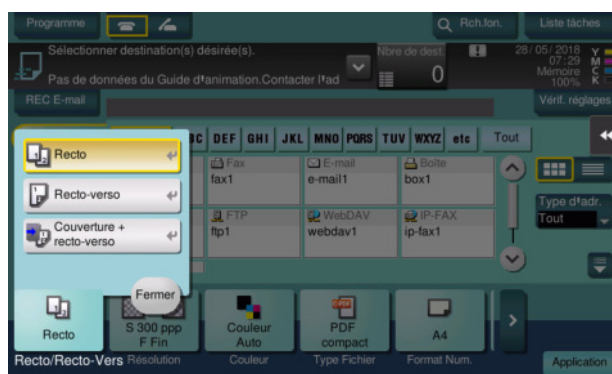 Programme
Rch.fon.
Liste tâches
Sélectionner destination(s) désirée(s).
Nbre de dest.
0
28/05/2018
07:29
Mémoire
100%
Y
M
C
K
Pas de données du Guide d'animation.Contacter l'ad
REC E-mail
Vérif. réglages
DEF
GHI
JKL
MNO
PQRS
TUV
WXYZ
etc
Tout
Recto
Recto-verso
Couverture +
recto-verso
Fermer
Fax
fax1
E-mail
e-mail1
Boîte
box1
FTP
ftp1
WebDAV
webdav1
IP-FAX
ip-fax1
Type d'adr.
Tout
Recto
S 300 ppp
F Fin
Couleur
Auto
PDF
compact
A4
Recto/Recto-Vers
Résolution
Couleur
Type Fichier
Format Num.
Application